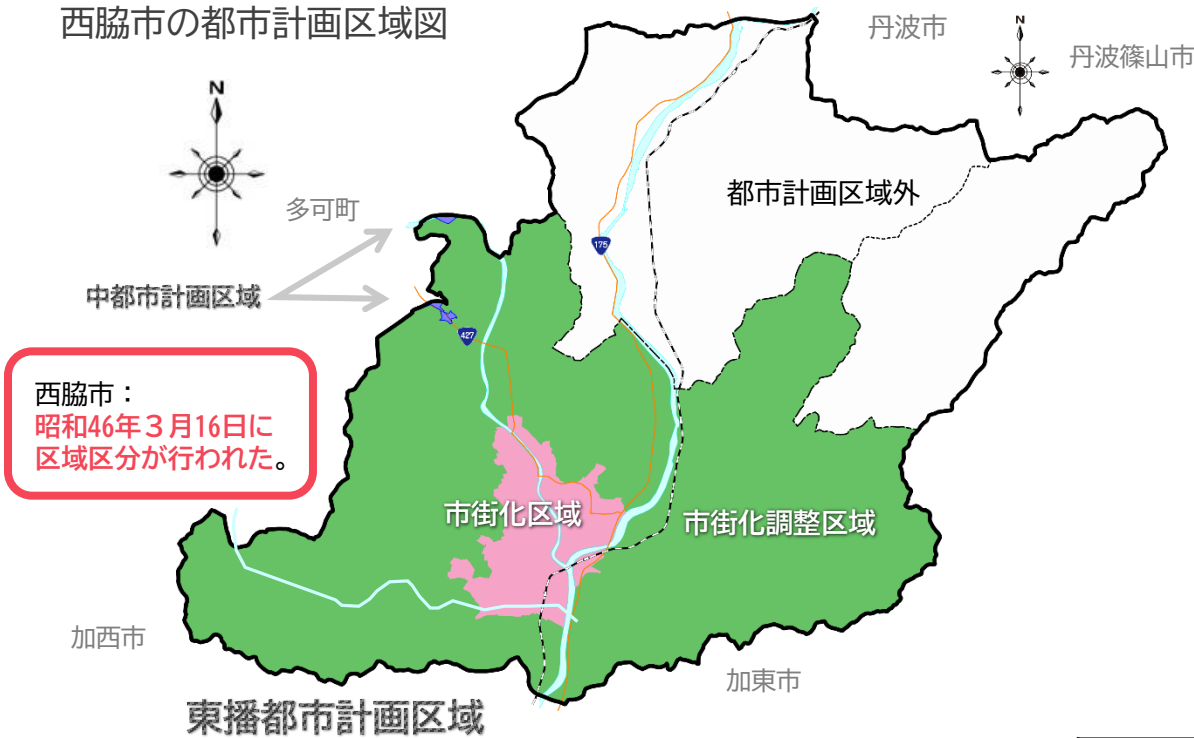 西脇市の都市計画区域図
丹波市
N
丹波篠山市
N
都市計画区域外
多可町
175
中都市計画区域
427
西脇市：
昭和46年３月16日に
区域区分が行われた。
市街化区域
市街化調整区域
加西市
加東市
東播都市計画区域